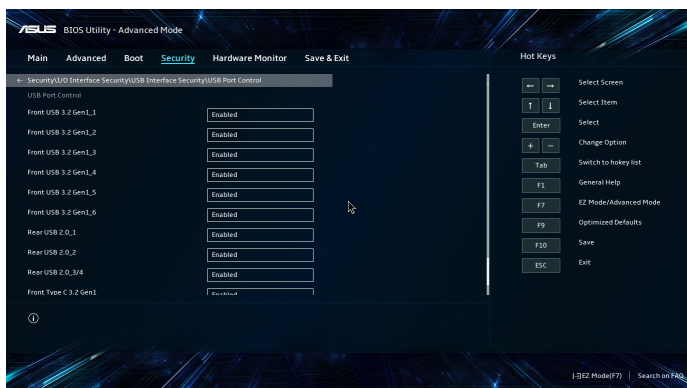 ASUS BIOS Utility - Advanced Mode
Main Advanced Boot Security Hardware Monitor Save & Exit
Hot Keys
← Security\I/O Interface Security\USB Interface Security\USB Port Control
USB Port Control
Front USB 3.2 Gen1_1 Enabled
Front USB 3.2 Gen1_2 Enabled
Front USB 3.2 Gen1_3 Enabled
Front USB 3.2 Gen1_4 Enabled
Front USB 3.2 Gen1_5 Enabled
Front USB 3.2 Gen1_6 Enabled
Rear USB 2.0_1 Enabled
Rear USB 2.0_2 Enabled
Rear USB 2.0_3/4 Enabled
Front Type C 3.2 Gen1 Enabled
← → Select Screen
↑ ↓ Select Item
Enter Select
+ − Change Option
Tab Switch to hokey list
F1 General Help
F7 EZ Mode/Advanced Mode
F9 Optimized Defaults
F10 Save
ESC Exit
EZ Mode(F7) | Search on FAQ